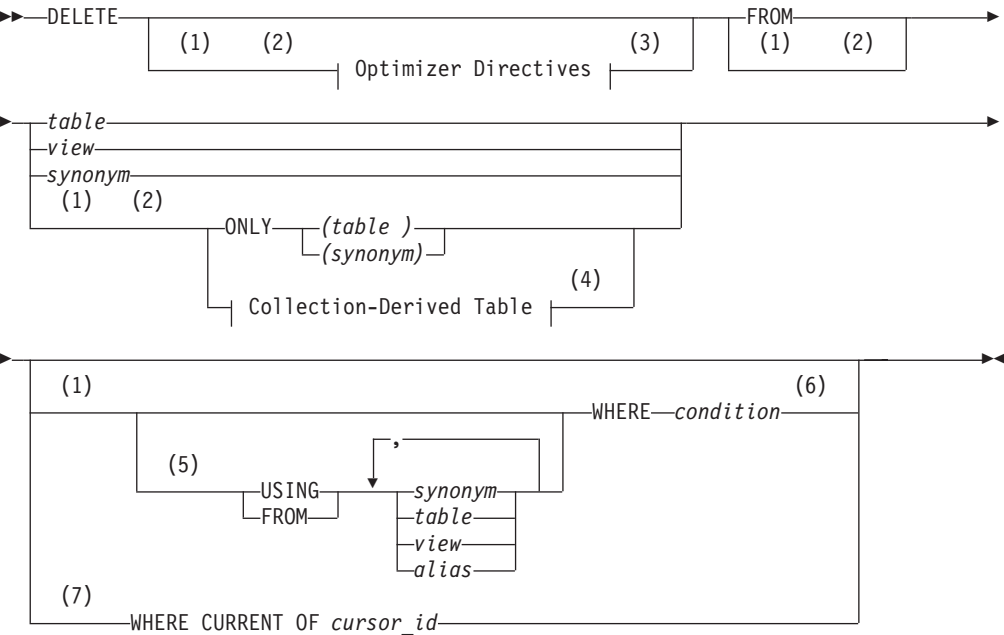 DELETE FROM
(1) (2) (3) (1) (2)
Optimizer Directives
table
view
synonym
(1) (2)
ONLY (table )
(synonym)
(4)
Collection-Derived Table
(1) (6)
WHERE condition
,
(5)
USING synonym
FROM table
view
alias
(7)
WHERE CURRENT OF cursor_id